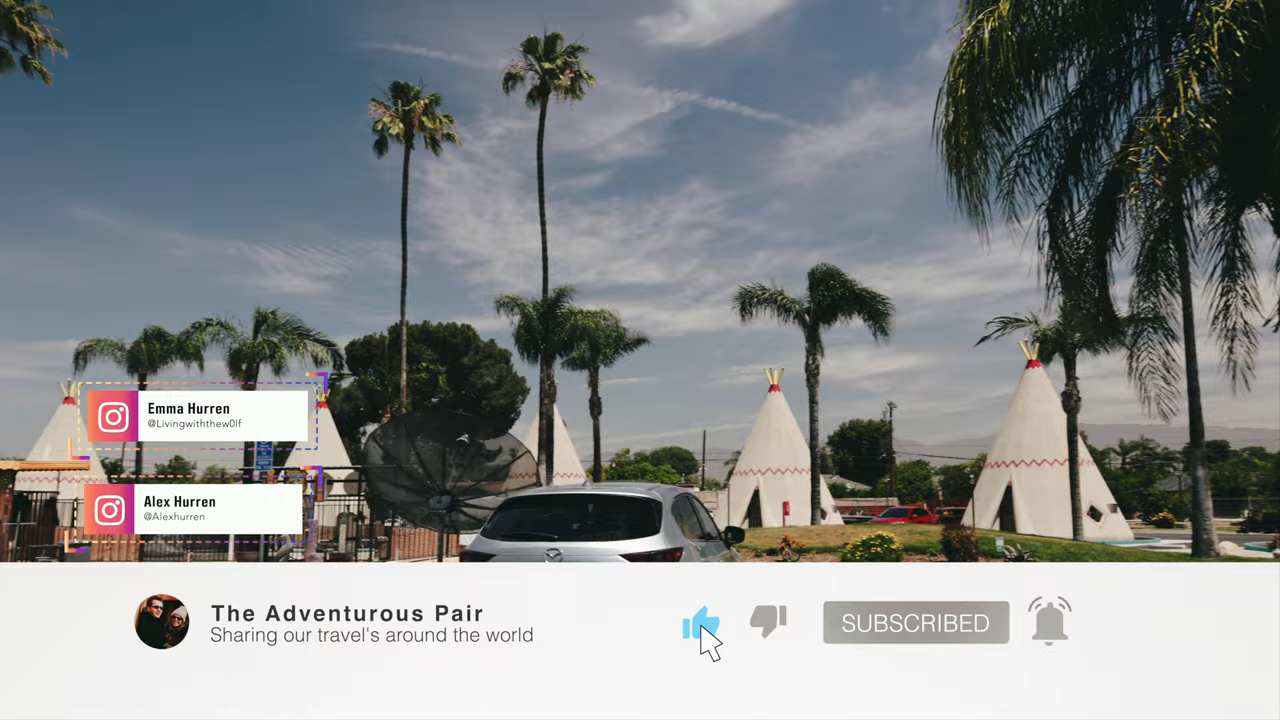 Emma Hurren
@Livingwiththew0lf
Alex Hurren
@Alexhurren
The Adventurous Pair
Sharing our travel's around the world
SUBSCRIBED